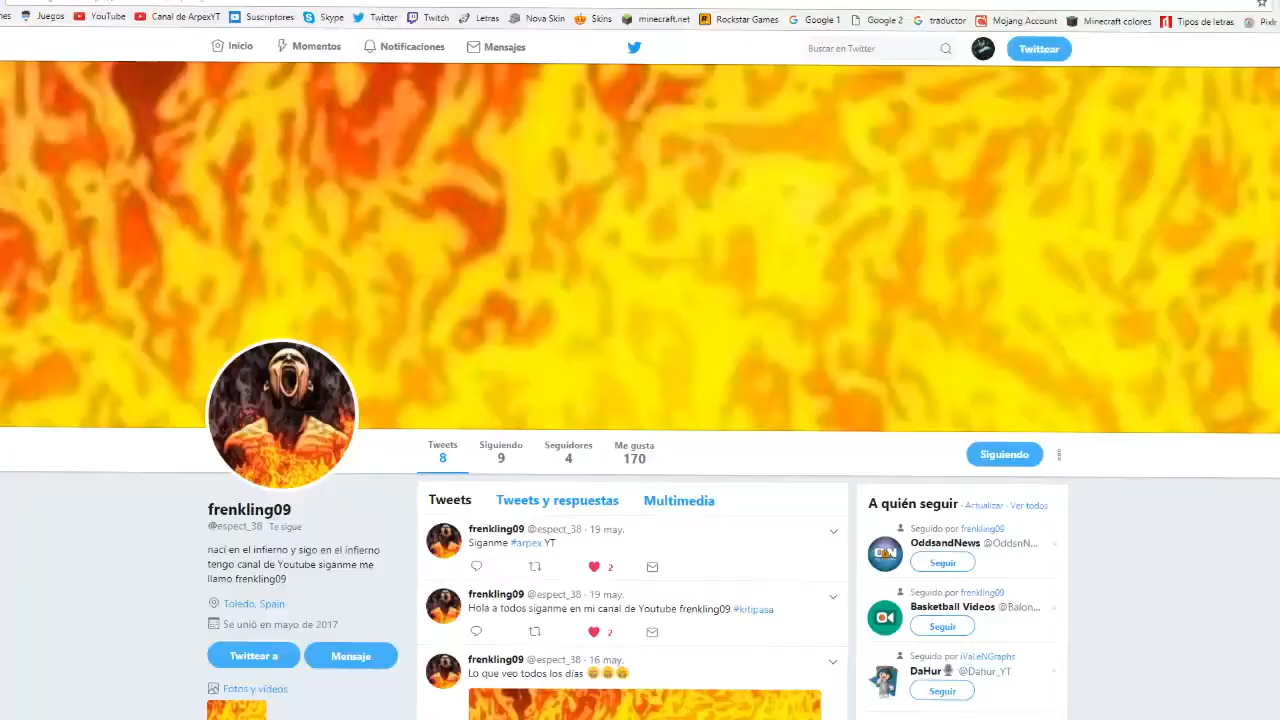 Juegos YouTube Canal de ArpexYT Suscriptores Skype Twitter Twitch Letras Nova Skin Skins minecraft.net Rockstar Games Google 1 Google 2 traductor Mojang Account Minecraft colores Tipos de letras Pixlr
Inicio Momentos Notificaciones Mensajes Buscar en Twitter Twittear
Tweets Siguiendo Seguidores Me gusta
8 9 4 170
Siguiendo
frenkling09
@espect_38 Te sigue
naci en el infierno y sigo en el infierno
tengo canal de Youtube siganme me
llamo frenkling09
Toledo, Spain
Se unió en mayo de 2017
Twittear a Mensaje
Fotos y vídeos
Tweets Tweets y respuestas Multimedia
frenkling09 @espect_38 · 19 may.
Siganme #arpex YT
2
frenkling09 @espect_38 · 19 may.
Hola a todos siganme en mi canal de Youtube frenkling09 #kitipasa
2
frenkling09 @espect_38 · 16 may.
Lo que veo todos los días 😂😂😂
A quién seguir · Actualizar · Ver todos
Seguido por frenkling09
OddsandNews @OddsnN...
Seguir
Seguido por frenkling09
Basketball Videos @Balon...
Seguir
Seguido por iVaLeNGraphs
DaHur🎙 @Dahur_YT
Seguir